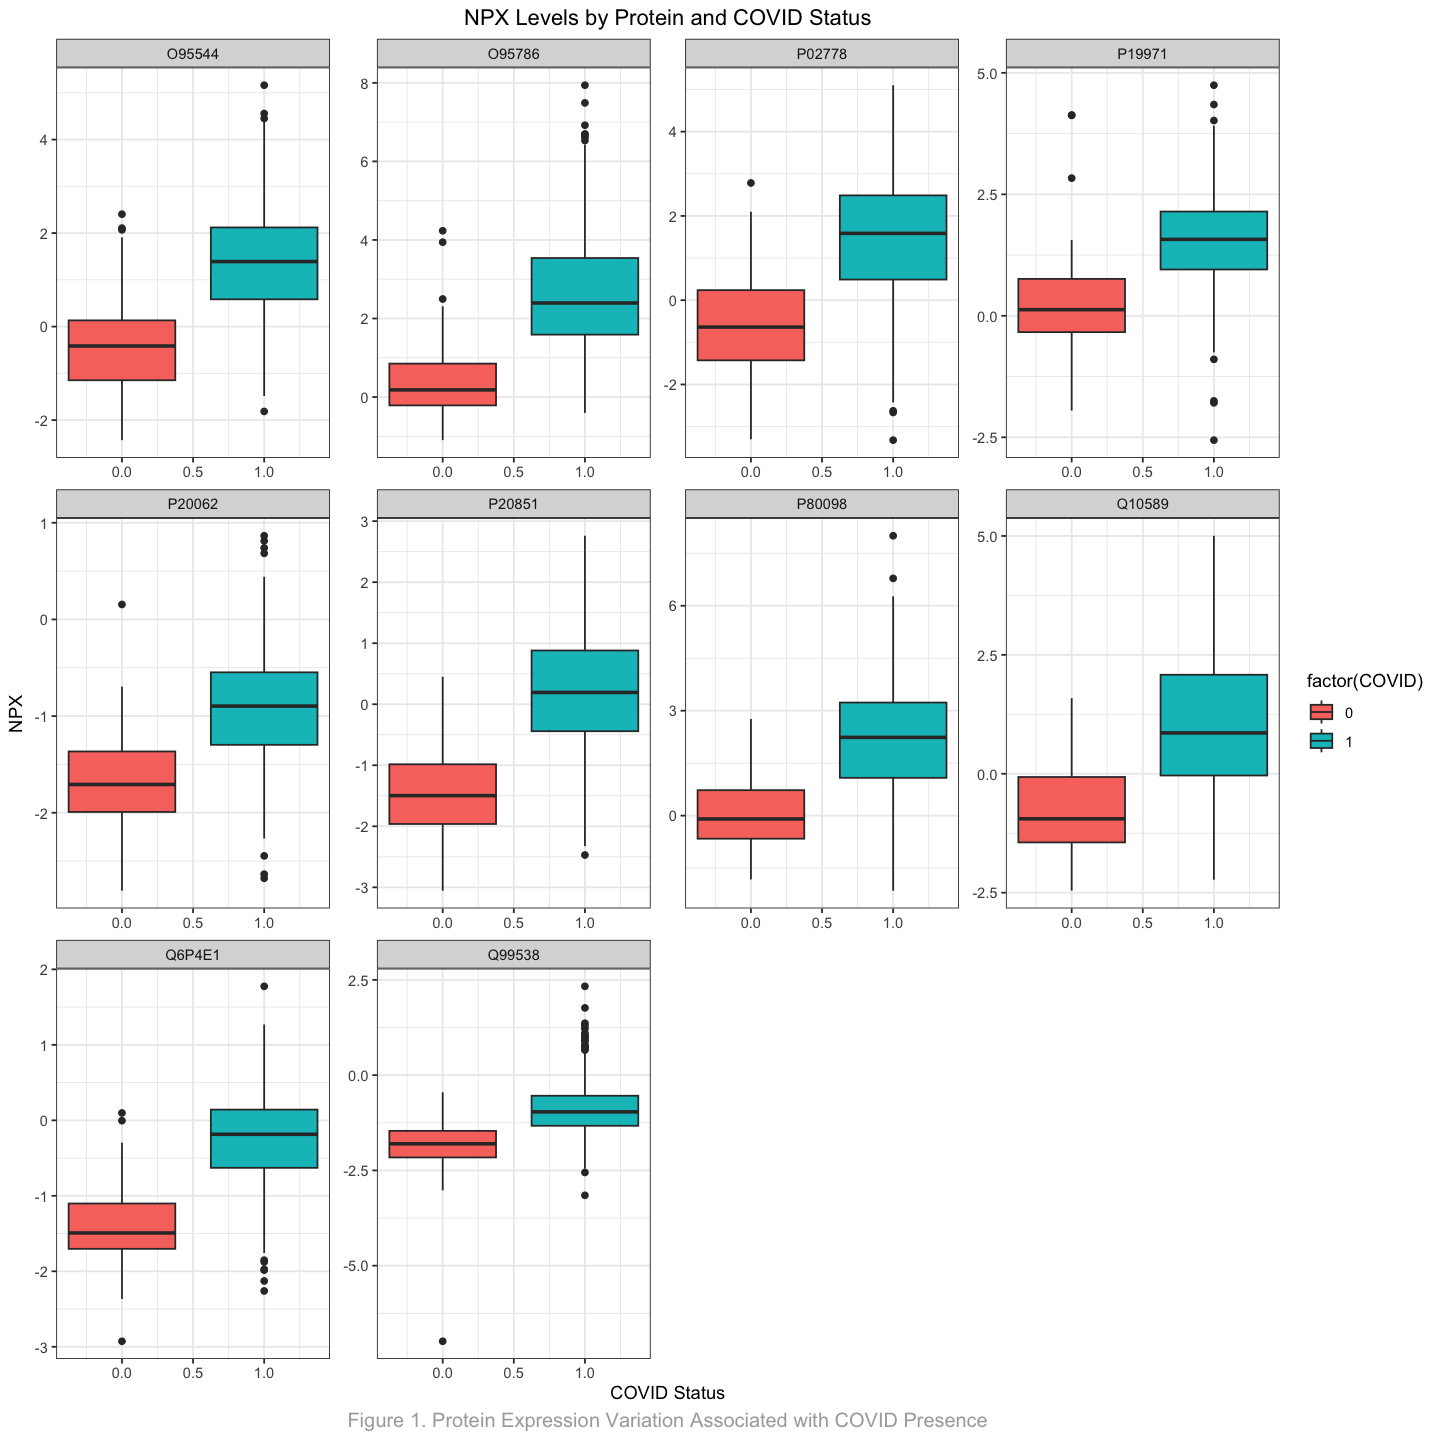 NPX Levels by Protein and COVID Status
O95544
O95786
P02778
P19971
4
2
0
-2
8
6
4
2
0
4
2
0
-2
5.0
2.5
0.0
-2.5
0.0 0.5 1.0
0.0 0.5 1.0
0.0 0.5 1.0
0.0 0.5 1.0
P20062
P20851
P80098
Q10589
1
0
-1
-2
3
2
1
0
-1
-2
-3
6
3
0
5.0
2.5
0.0
-2.5
0.0 0.5 1.0
0.0 0.5 1.0
0.0 0.5 1.0
0.0 0.5 1.0
NPX
factor(COVID)
0
1
Q6P4E1
Q99538
2
1
0
-1
-2
-3
2.5
0.0
-2.5
-5.0
0.0 0.5 1.0
0.0 0.5 1.0
COVID Status
Figure 1. Protein Expression Variation Associated with COVID Presence